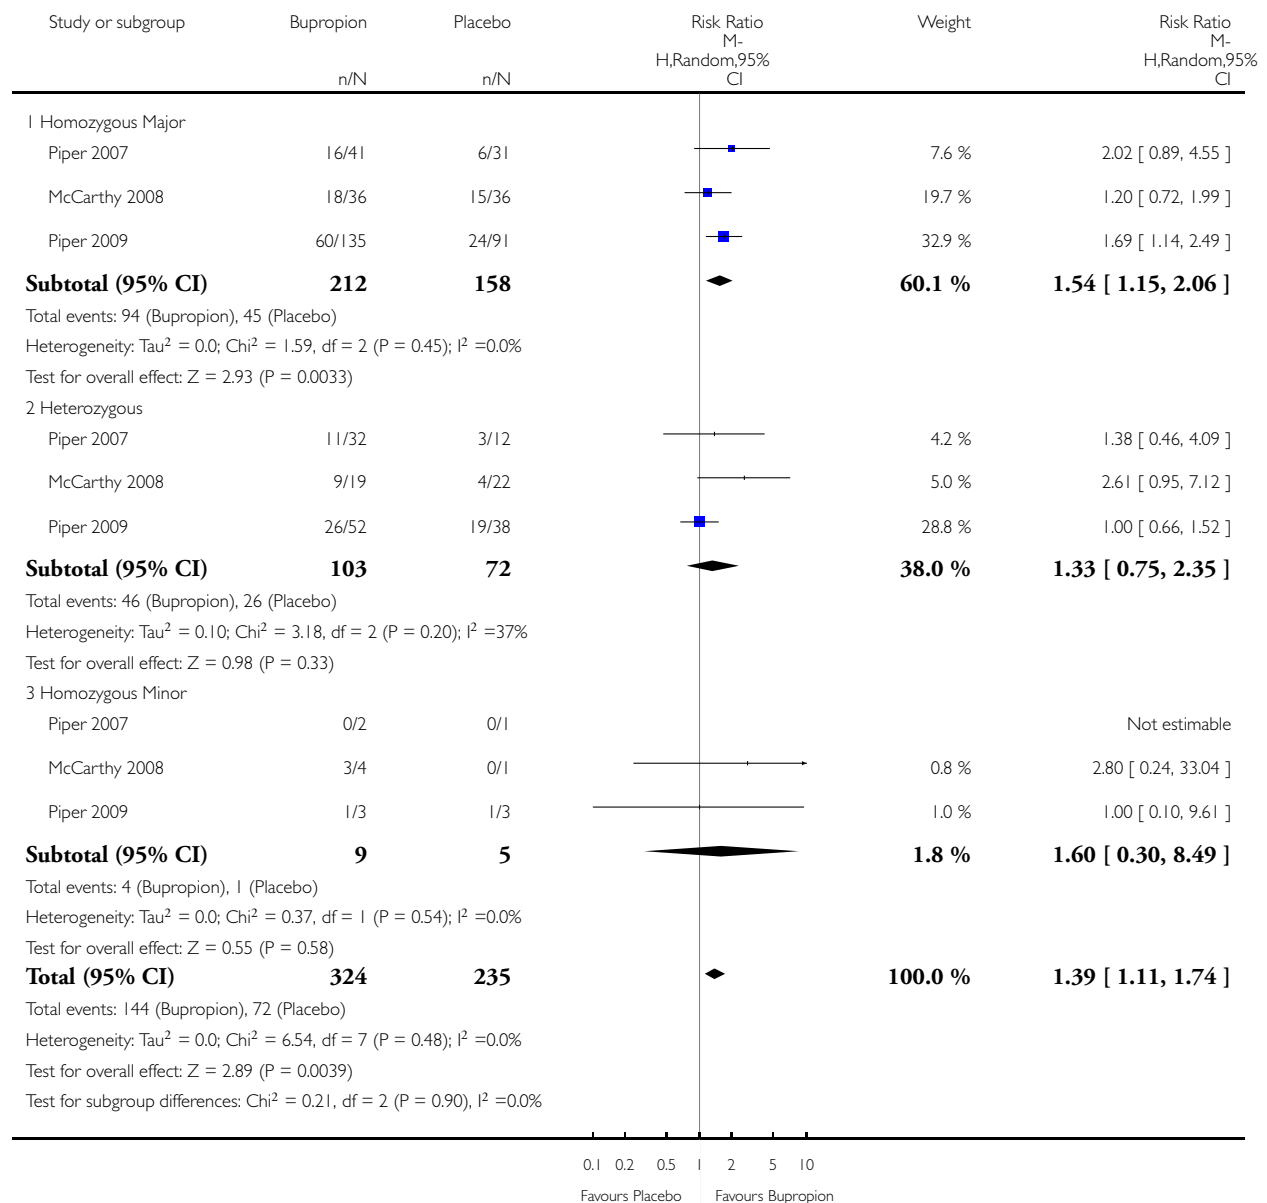 Study or subgroup Bupropion Placebo Risk Ratio Weight Risk Ratio
M- M-
H,Random,95% H,Random,95%
n/N n/N CI CI
1 Homozygous Major
Piper 2007 16/41 6/31 7.6 % 2.02 [ 0.89, 4.55 ]
McCarthy 2008 18/36 15/36 19.7 % 1.20 [ 0.72, 1.99 ]
Piper 2009 60/135 24/91 32.9 % 1.69 [ 1.14, 2.49 ]
Subtotal (95% CI) 212 158 60.1 % 1.54 [ 1.15, 2.06 ]
Total events: 94 (Bupropion), 45 (Placebo)
Heterogeneity: Tau² = 0.0; Chi² = 1.59, df = 2 (P = 0.45); I² =0.0%
Test for overall effect: Z = 2.93 (P = 0.0033)
2 Heterozygous
Piper 2007 11/32 3/12 4.2 % 1.38 [ 0.46, 4.09 ]
McCarthy 2008 9/19 4/22 5.0 % 2.61 [ 0.95, 7.12 ]
Piper 2009 26/52 19/38 28.8 % 1.00 [ 0.66, 1.52 ]
Subtotal (95% CI) 103 72 38.0 % 1.33 [ 0.75, 2.35 ]
Total events: 46 (Bupropion), 26 (Placebo)
Heterogeneity: Tau² = 0.10; Chi² = 3.18, df = 2 (P = 0.20); I² =37%
Test for overall effect: Z = 0.98 (P = 0.33)
3 Homozygous Minor
Piper 2007 0/2 0/1 Not estimable
McCarthy 2008 3/4 0/1 0.8 % 2.80 [ 0.24, 33.04 ]
Piper 2009 1/3 1/3 1.0 % 1.00 [ 0.10, 9.61 ]
Subtotal (95% CI) 9 5 1.8 % 1.60 [ 0.30, 8.49 ]
Total events: 4 (Bupropion), 1 (Placebo)
Heterogeneity: Tau² = 0.0; Chi² = 0.37, df = 1 (P = 0.54); I² =0.0%
Test for overall effect: Z = 0.55 (P = 0.58)
Total (95% CI) 324 235 100.0 % 1.39 [ 1.11, 1.74 ]
Total events: 144 (Bupropion), 72 (Placebo)
Heterogeneity: Tau² = 0.0; Chi² = 6.54, df = 7 (P = 0.48); I² =0.0%
Test for overall effect: Z = 2.89 (P = 0.0039)
Test for subgroup differences: Chi² = 0.21, df = 2 (P = 0.90), I² =0.0%
0.1 0.2 0.5 1 2 5 10
Favours Placebo Favours Bupropion